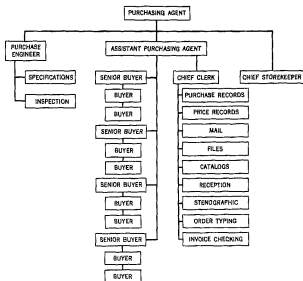 PURCHASING AGENT
PURCHASE
ENGINEER
ASSISTANT PURCHASING AGENT
CHIEF STOREKEEPER
SPECIFICATIONS
INSPECTION
SENIOR BUYER
BUYER
BUYER
SENIOR BUYER
BUYER
BUYER
SENIOR BUYER
BUYER
BUYER
SENIOR BUYER
BUYER
BUYER
CHIEF CLERK
PURCHASE RECORDS
PRICE RECORDS
MAIL
FILES
CATALOGS
RECEPTION
STENOGRAPHIC
ORDER TYPING
INVOICE CHECKING